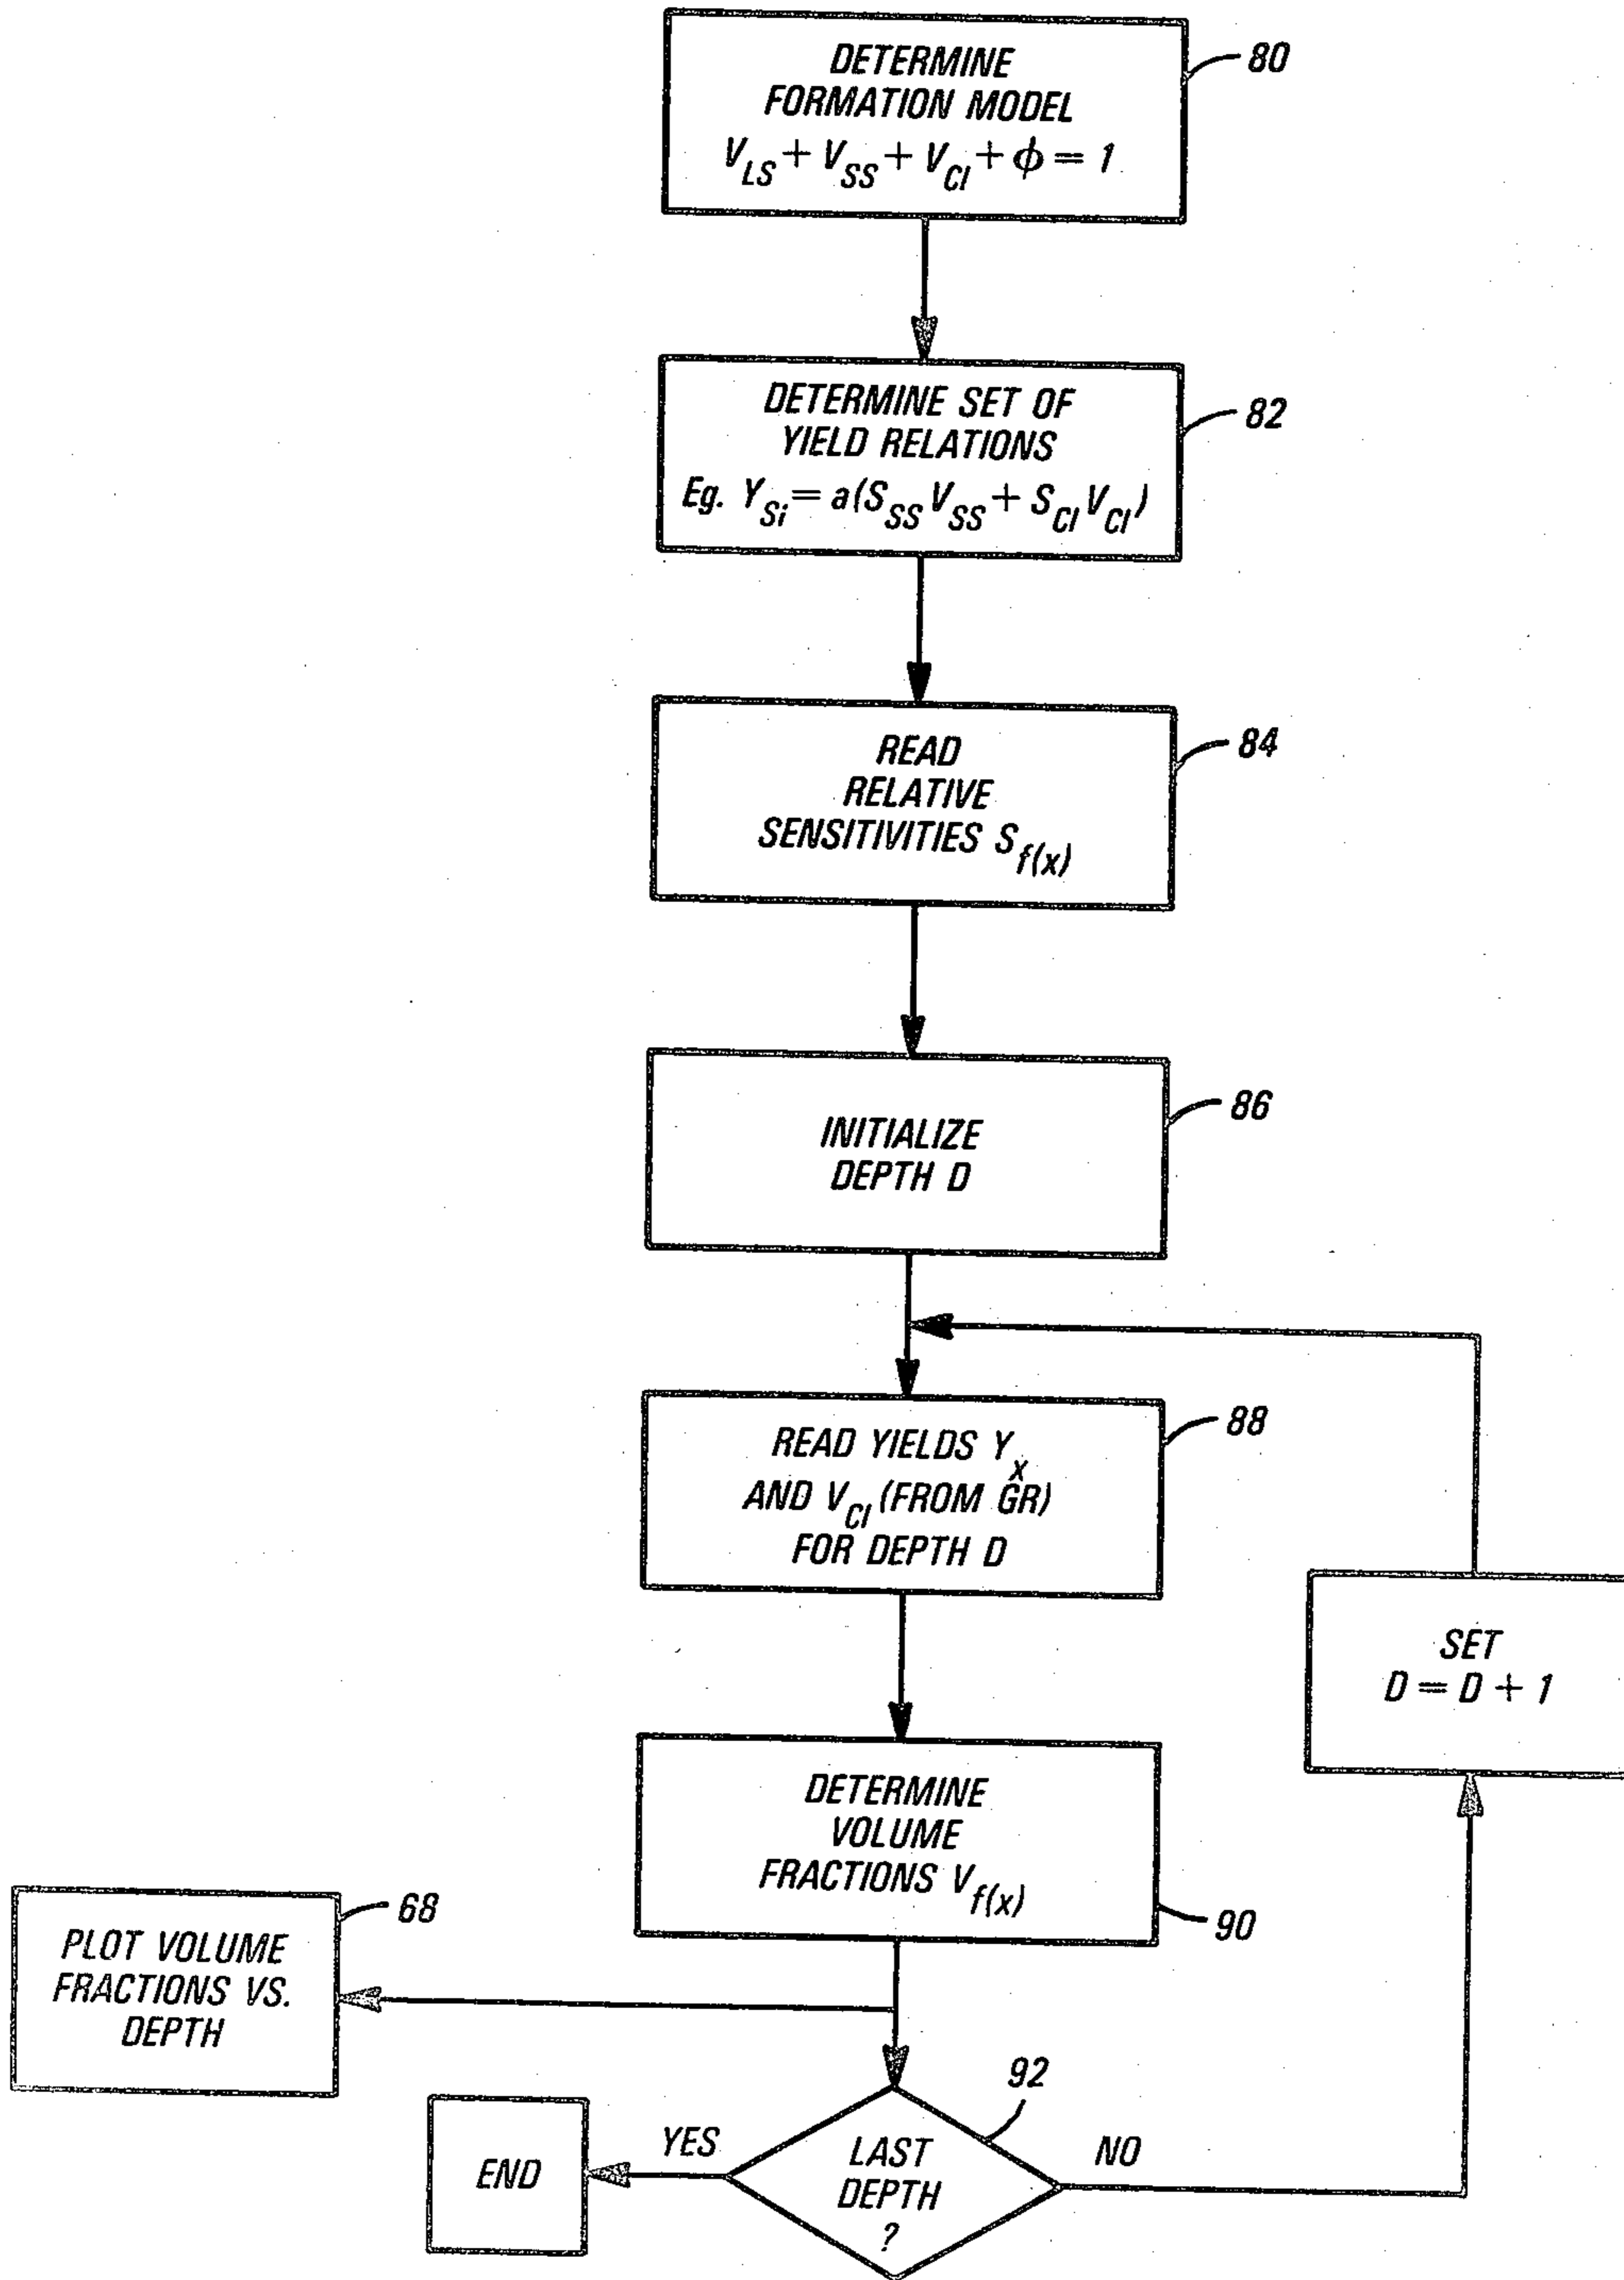 DETERMINE
FORMATION MODEL
V_LS + V_SS + V_Cl + ϕ = 1
80
DETERMINE SET OF
YIELD RELATIONS
Eg. Y_Si = a(S_SS V_SS + S_Cl V_Cl)
82
READ
RELATIVE
SENSITIVITIES S_f(x)
84
INITIALIZE
DEPTH D
86
READ YIELDS Y_x
AND V_Cl (FROM GR)
FOR DEPTH D
88
SET
D = D + 1
DETERMINE
VOLUME
FRACTIONS V_f(x)
90
PLOT VOLUME
FRACTIONS VS.
DEPTH
68
LAST
DEPTH
?
92
YES
NO
END